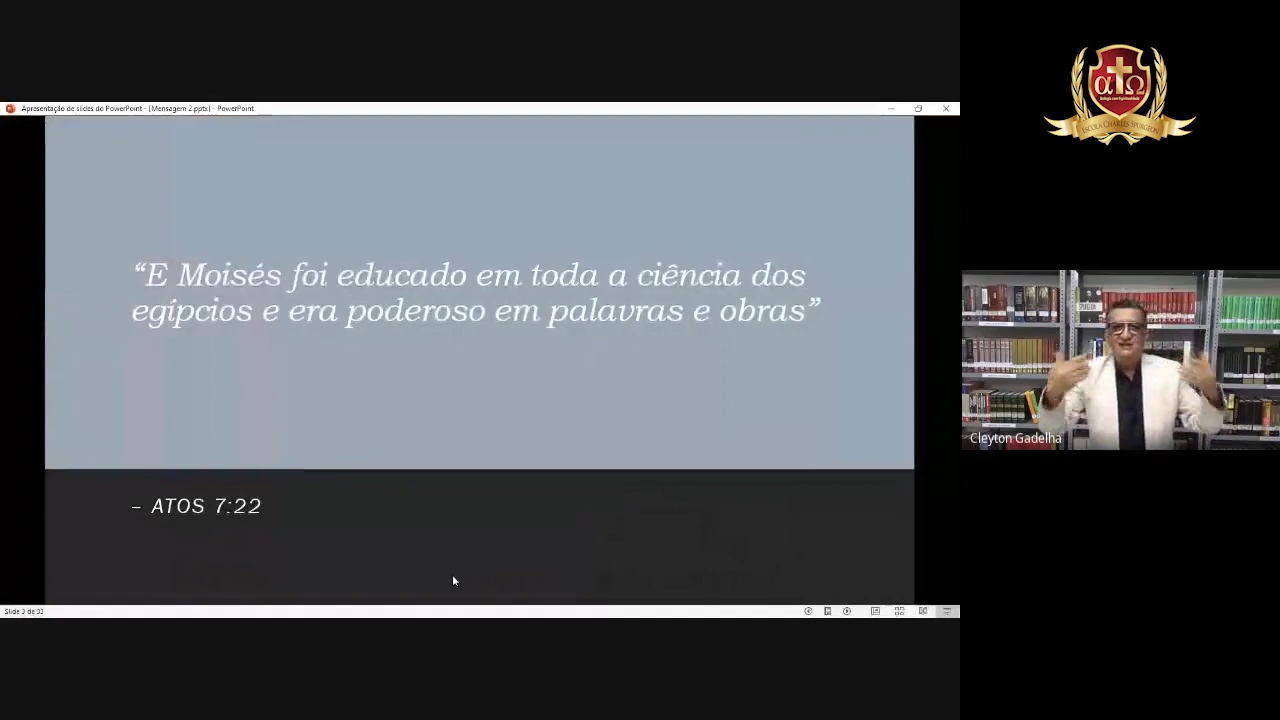 Apresentação de slides do PowerPoint - [Mensagem 2.pptx] - PowerPoint
“E Moisés foi educado em toda a ciência dos
egípcios e era poderoso em palavras e obras”
– ATOS 7:22
Slide 3 de 33
α Ω
ESCOLA CHARLES SPURGEON
SPURGEON
Cleyton Gadelha